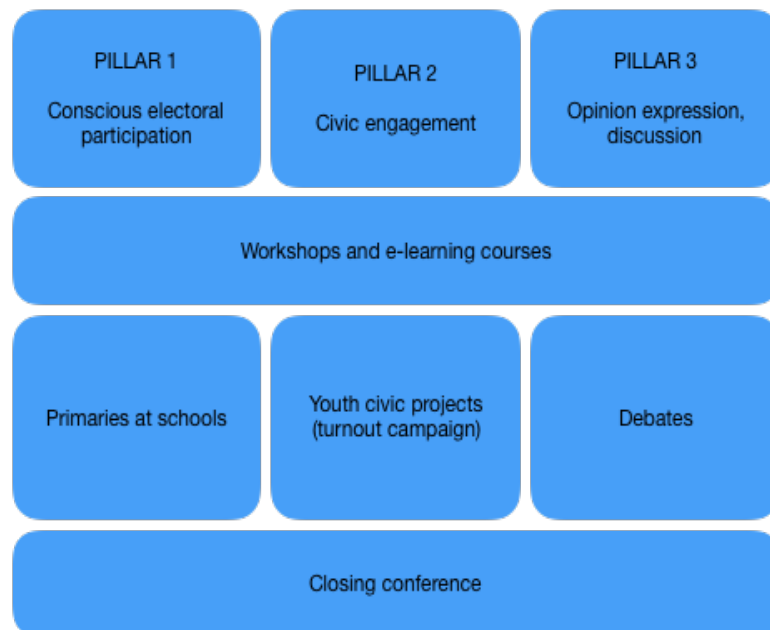 PILLAR 1
Conscious electoral
participation
PILLAR 2
Civic engagement
PILLAR 3
Opinion expression,
discussion
Workshops and e-learning courses
Primaries at schools
Youth civic projects
(turnout campaign)
Debates
Closing conference